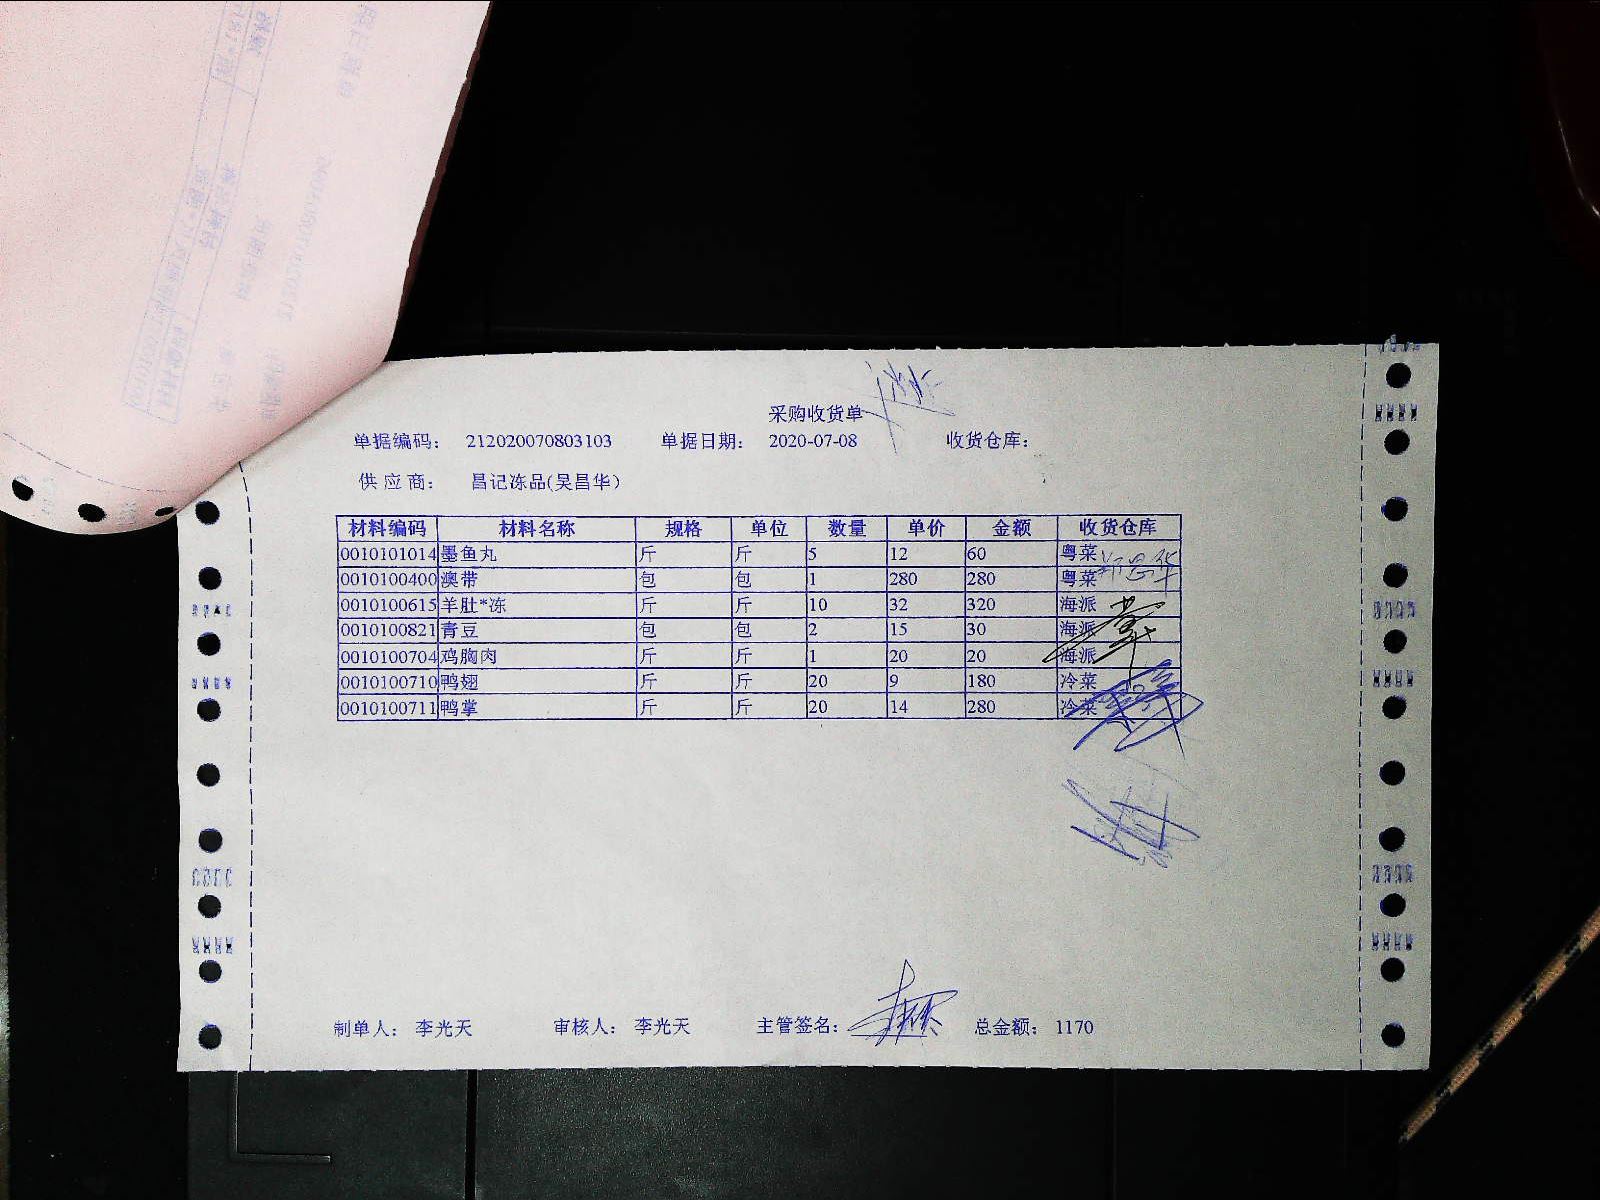 采购收货单
单据编码: 212020070803103 单据日期: 2020-07-08 收货仓库:
供应商: 昌记冻品(吴昌华)
材料编码 材料名称 规格 单位 数量 单价 金额 收货仓库
0010101014 墨鱼丸 斤 斤 5 12 60 粤菜
0010100400 澳带 包 包 1 280 280 粤菜
0010100615 羊肚*冻 斤 斤 10 32 320 海派
0010100821 青豆 包 包 2 15 30 海派
0010100704 鸡胸肉 斤 斤 1 20 20 海派
0010100710 鸭翅 斤 斤 20 9 180 冷菜
0010100711 鸭掌 斤 斤 20 14 280 冷菜
制单人: 李光天 审核人: 李光天 主管签名: 总金额: 1170